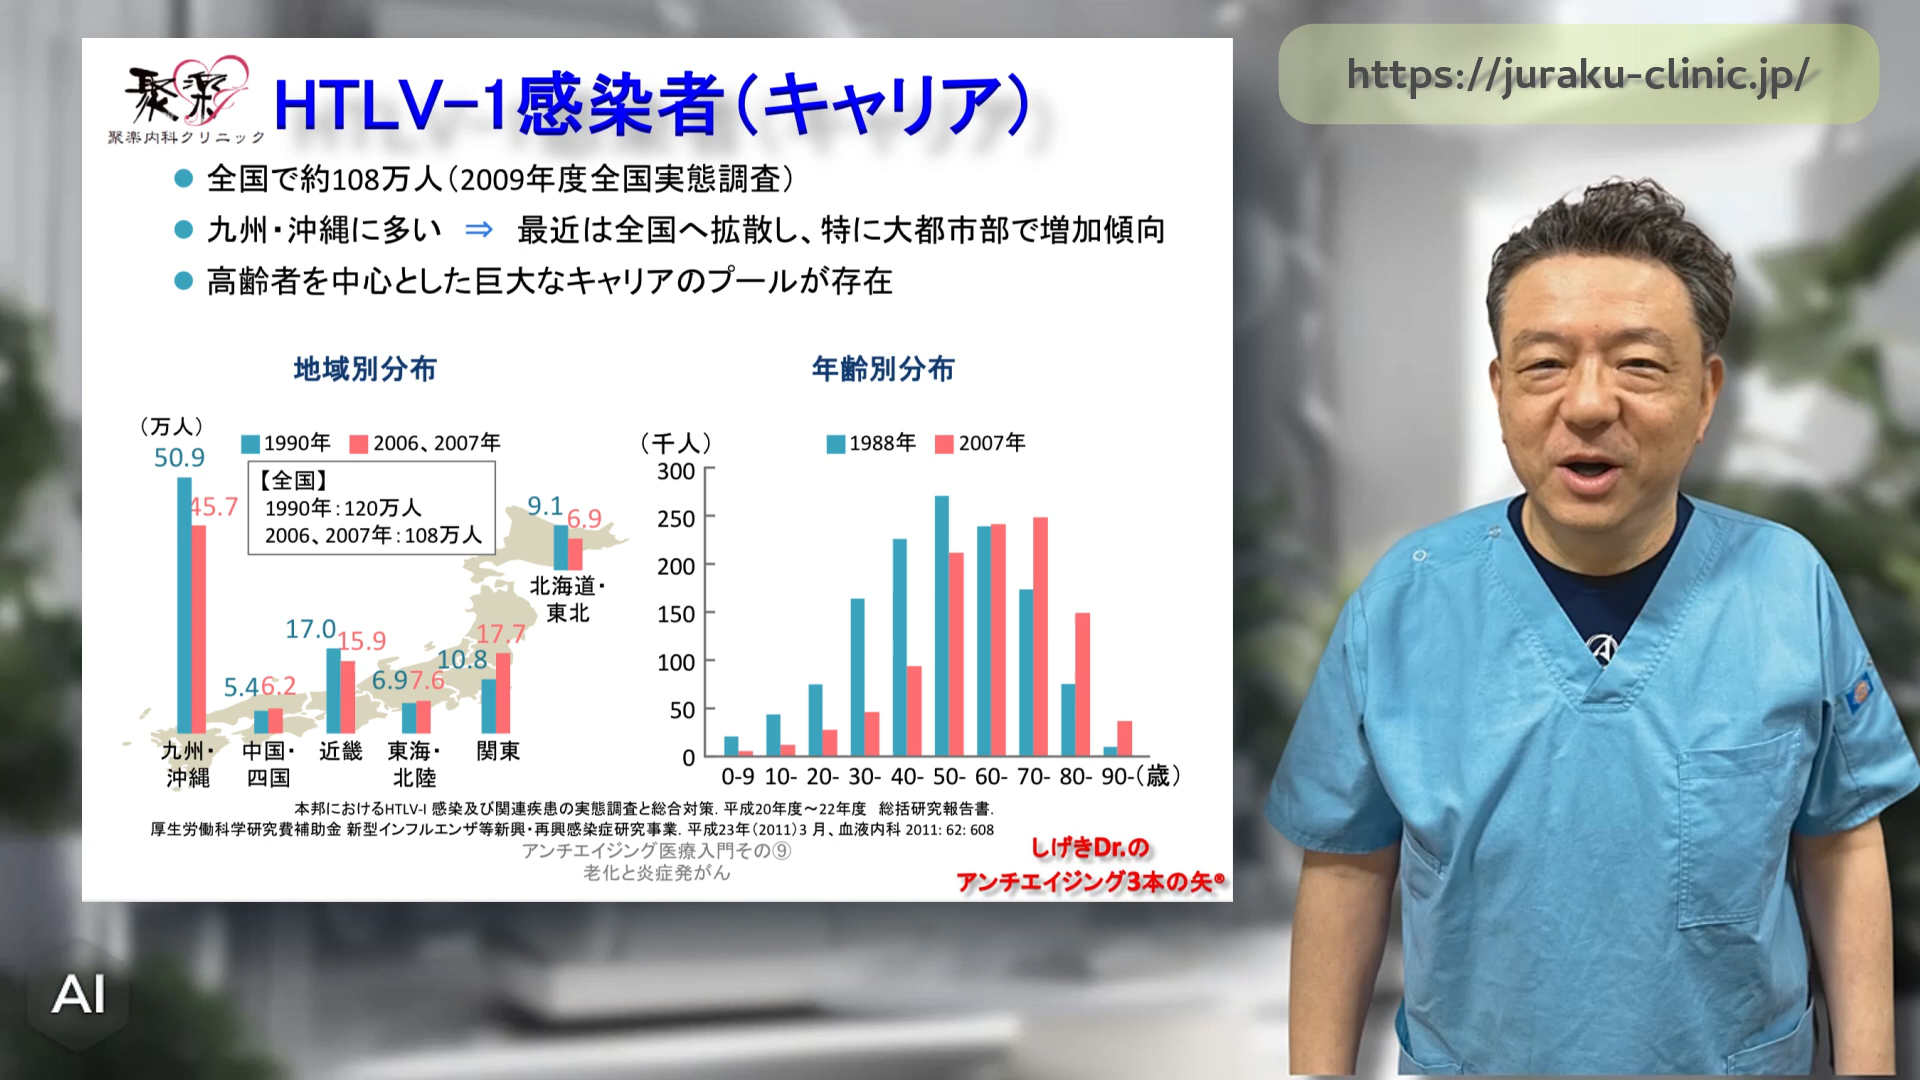 https://juraku-clinic.jp/
聚楽
聚楽内科クリニック
HTLV-1感染者（キャリア）
● 全国で約108万人（2009年度全国実態調査）
● 九州・沖縄に多い ⇒ 最近は全国へ拡散し、特に大都市部で増加傾向
● 高齢者を中心とした巨大なキャリアのプールが存在
地域別分布
（万人）
1990年 2006、2007年
【全国】
1990年：120万人
2006、2007年：108万人
50.9 45.7
5.4 6.2
17.0 15.9
6.9 7.6
10.8 17.7
9.1 6.9
九州・
沖縄
中国・
四国
近畿
東海・
北陸
関東
北海道・
東北
年齢別分布
（千人）
1988年 2007年
300
250
200
150
100
50
0
0-9 10- 20- 30- 40- 50- 60- 70- 80- 90-（歳）
本邦におけるHTLV-I 感染及び関連疾患の実態調査と総合対策. 平成20年度～22年度 総括研究報告書.
厚生労働科学研究費補助金 新型インフルエンザ等新興・再興感染症研究事業. 平成23年（2011）3 月、血液内科 2011: 62: 608
アンチエイジング医療入門その⑨
老化と炎症発がん
しげきDr.の
アンチエイジング3本の矢®
AI